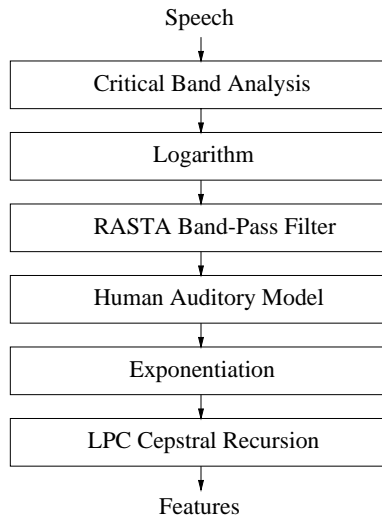 Speech
Critical Band Analysis
Logarithm
RASTA Band-Pass Filter
Human Auditory Model
Exponentiation
LPC Cepstral Recursion
Features